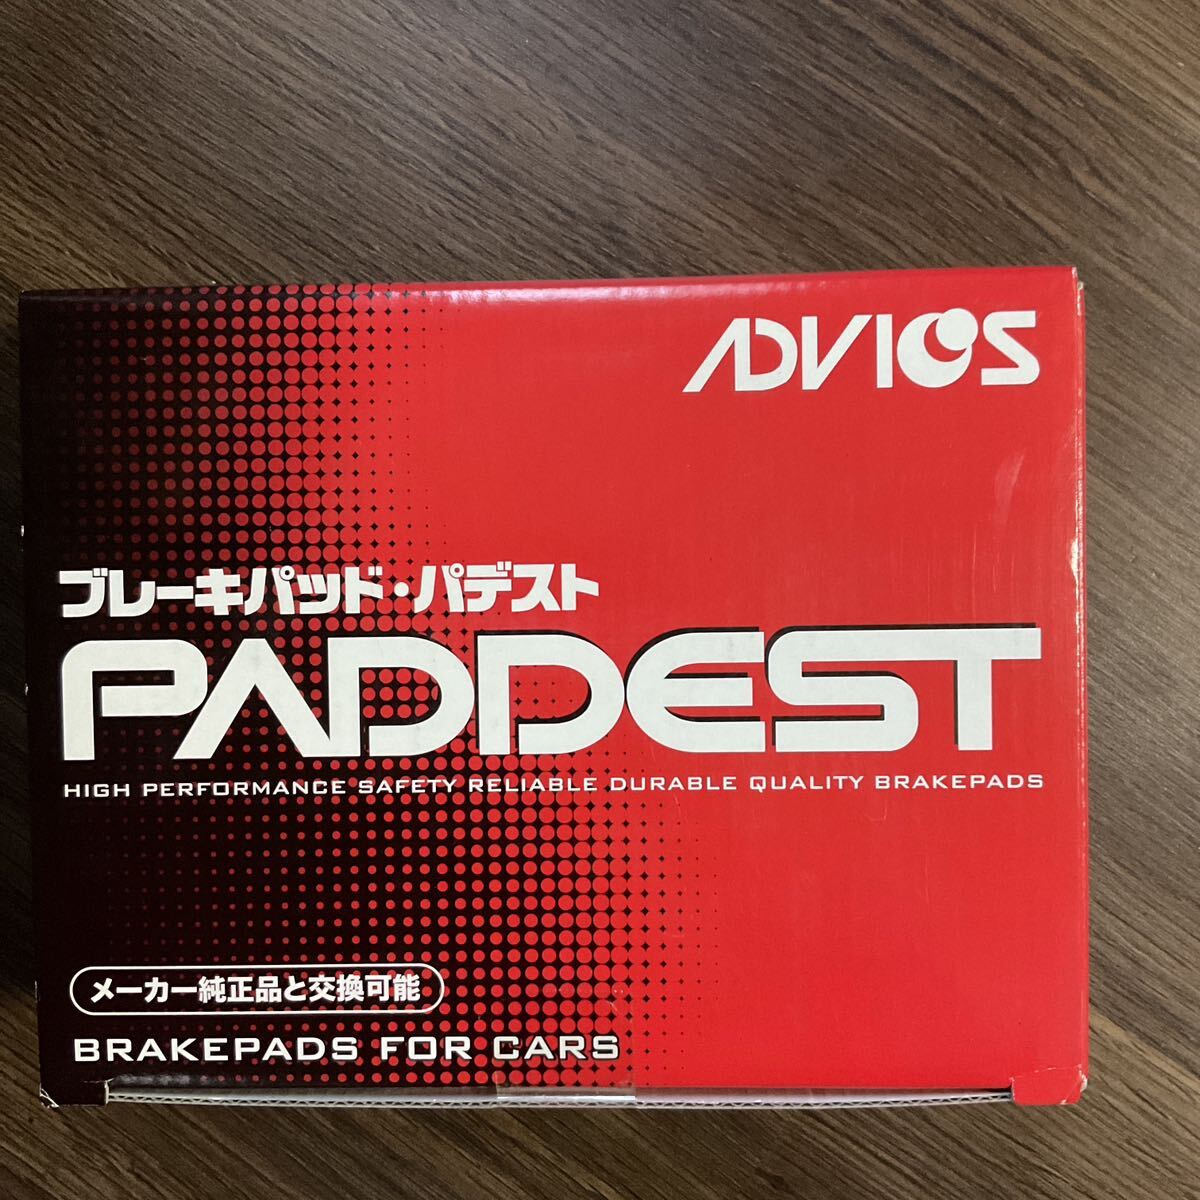 ADVICS
ブレーキパッド・パデスト
PADDEST
HIGH PERFORMANCE SAFETY RELIABLE DURABLE QUALITY BRAKEPADS
メーカー純正品と交換可能
BRAKEPADS FOR CARS